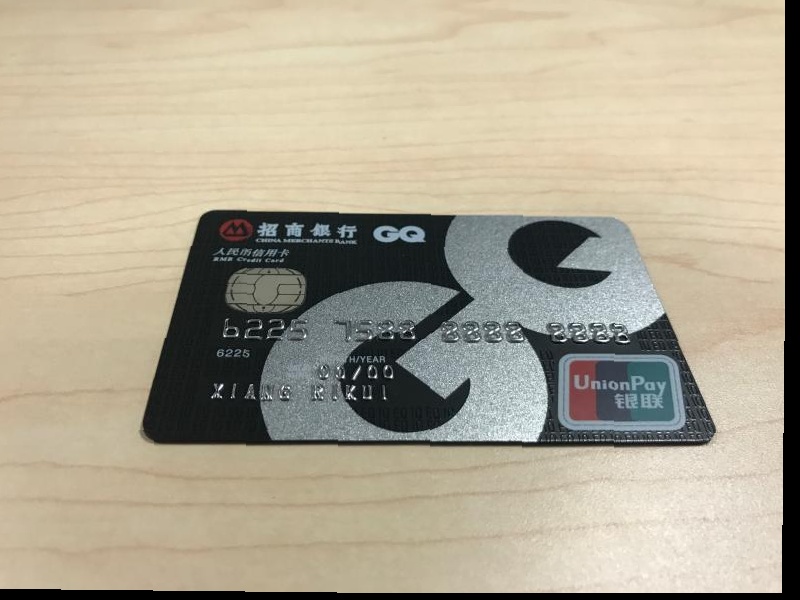 招商银行 GQ
CHINA MERCHANTS BANK
人民币信用卡
RMB Credit Card
6225 7588 8888 8888
6225
TH/YEAR
00/00
XIANG RIKUI
UnionPay
银联